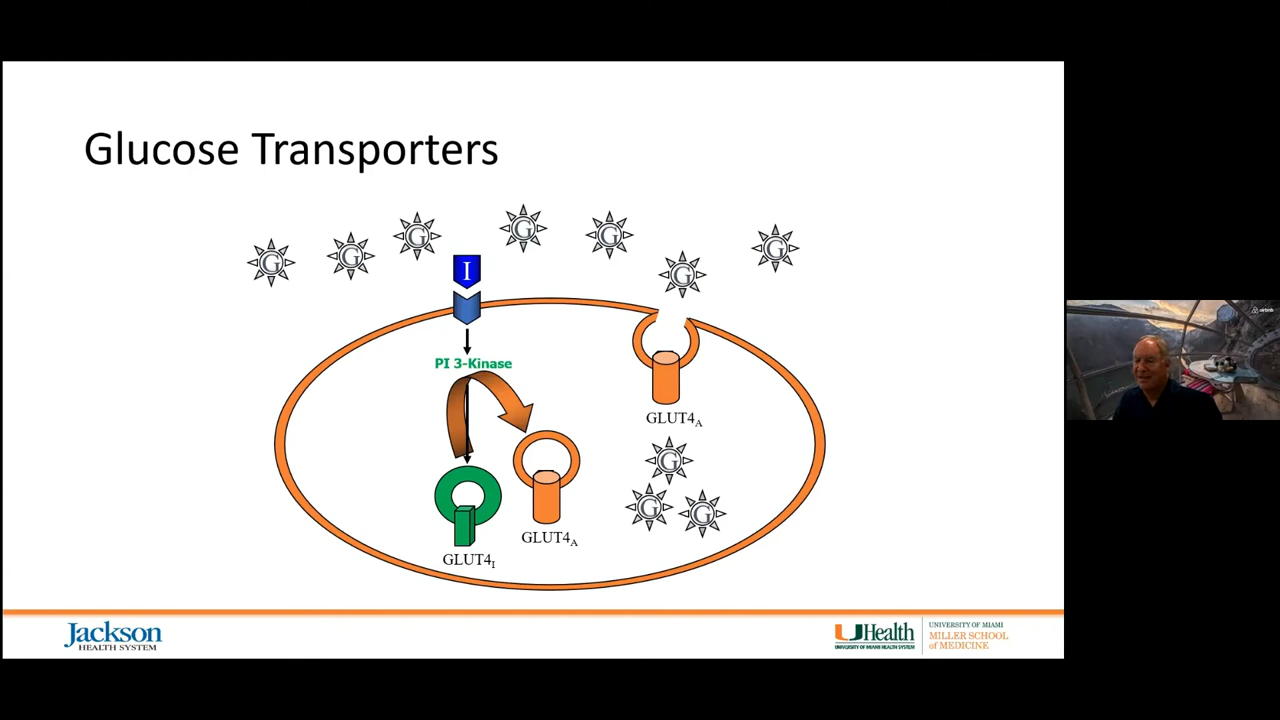 Glucose Transporters
G
G
G
G
G
G
G
I
PI 3-Kinase
GLUT4A
G
G
G
GLUT4A
GLUT4I
Jackson
HEALTH SYSTEM
UHealth
UNIVERSITY OF MIAMI HEALTH SYSTEM
UNIVERSITY OF MIAMI
MILLER SCHOOL
of MEDICINE
airbnb